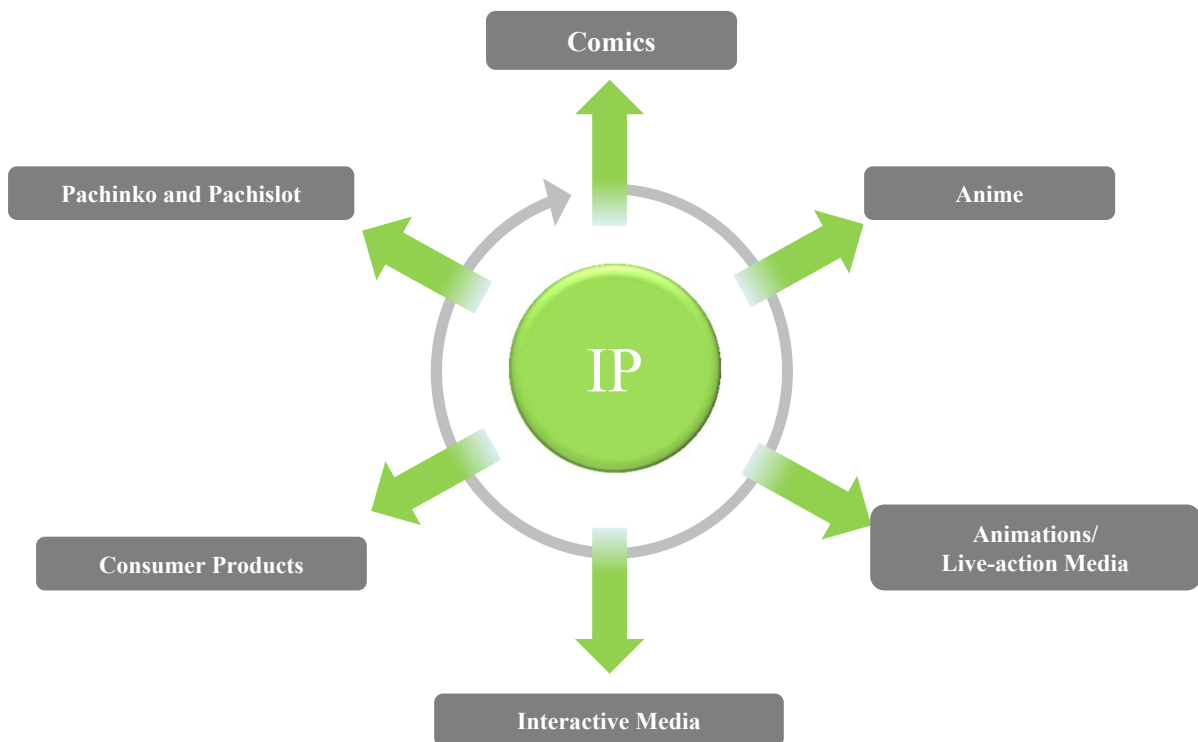 Comics
Pachinko and Pachislot
Anime
IP
Consumer Products
Animations/
Live-action Media
Interactive Media